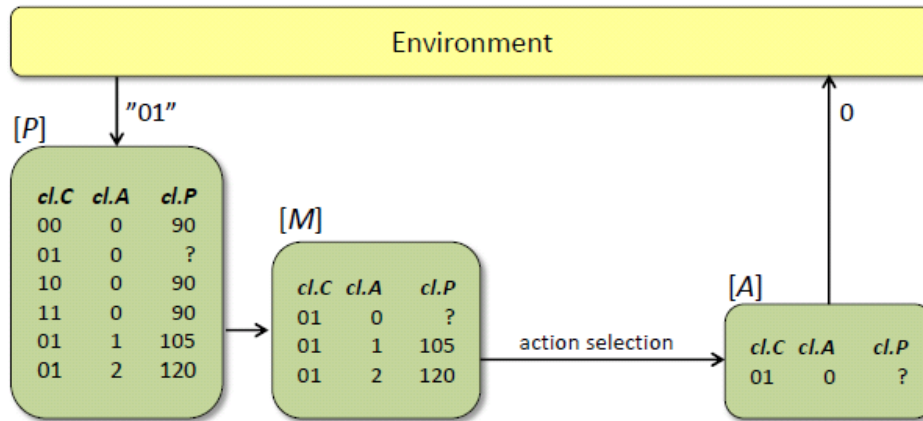 Environment
"01"
0
[P]
cl.C cl.A cl.P
00 0 90
01 0 ?
10 0 90
11 0 90
01 1 105
01 2 120
[M]
cl.C cl.A cl.P
01 0 ?
01 1 105
01 2 120
action selection
[A]
cl.C cl.A cl.P
01 0 ?